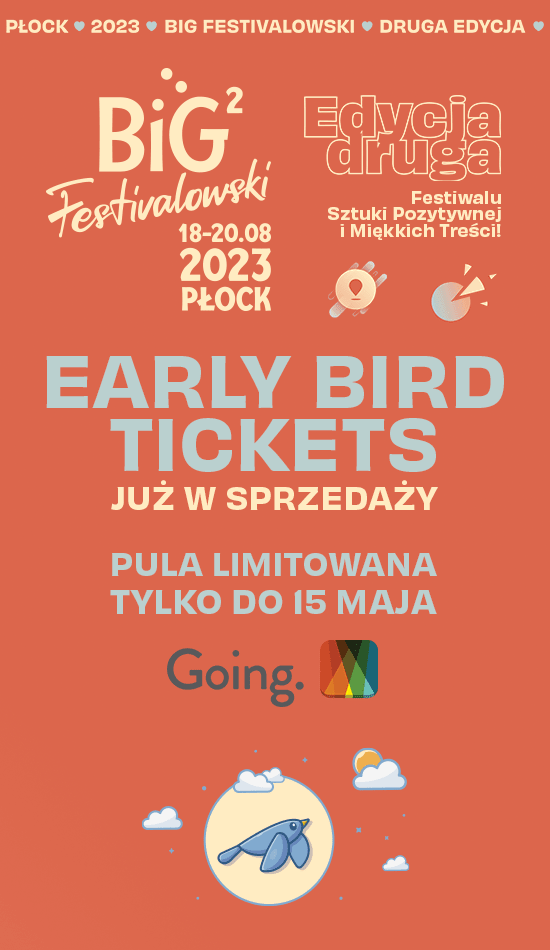 PŁOCK ♥ 2023 ♥ BIG FESTIVALOWSKI ♥ DRUGA EDYCJA ♥
BiG²
Festivalowski
18-20.08
2023
PŁOCK
Edycja
druga
Festiwalu
Sztuki Pozytywnej
i Miękkich Treści!
EARLY BIRD
TICKETS
JUŻ W SPRZEDAŻY
PULA LIMITOWANA
TYLKO DO 15 MAJA
Going.